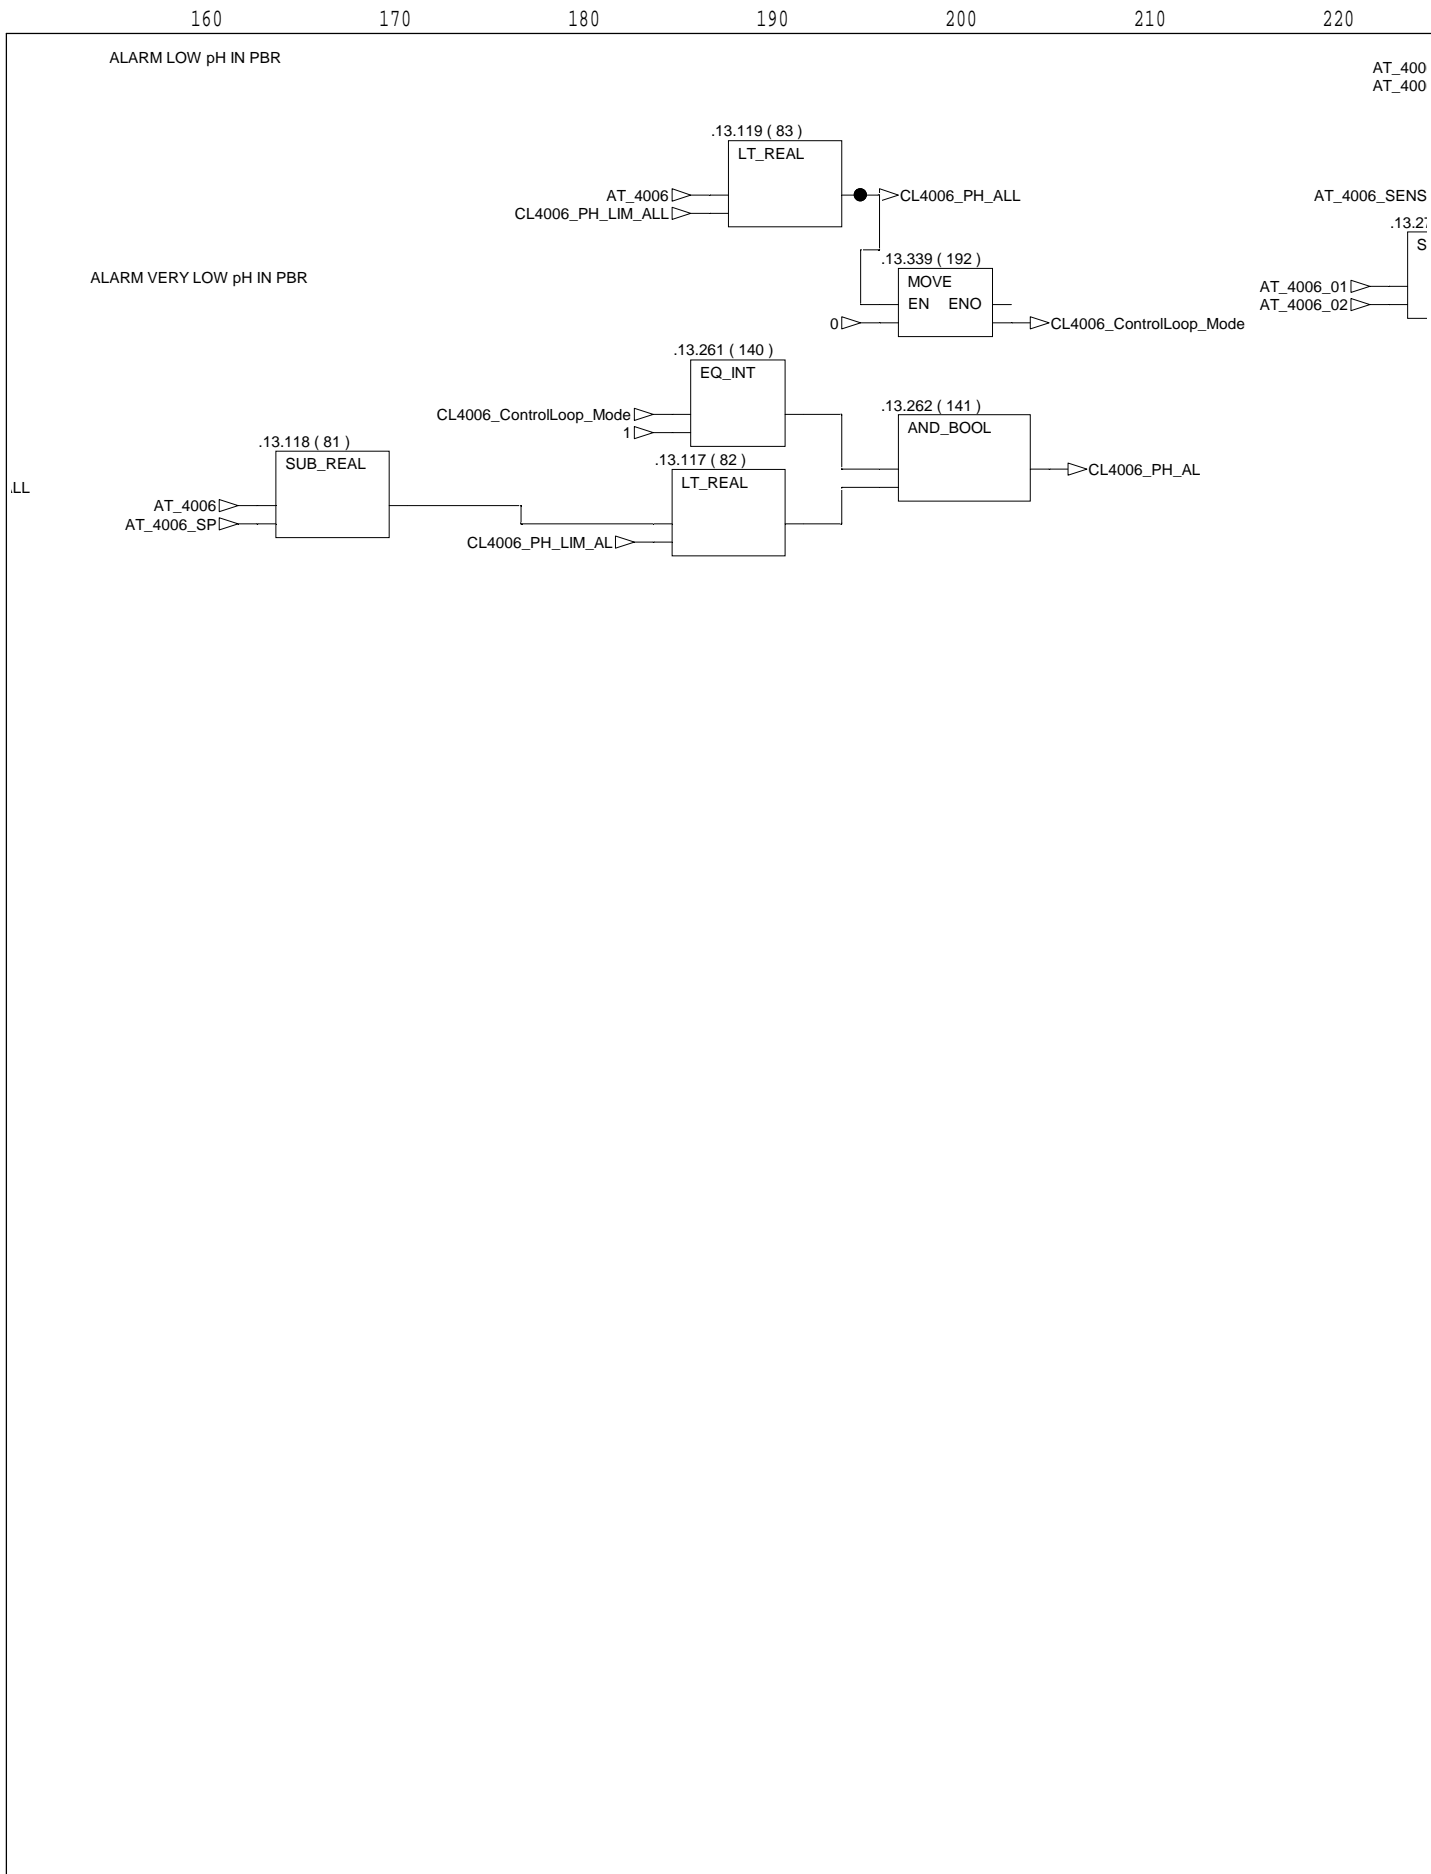 160 170 180 190 200 210 220
ALARM LOW pH IN PBR
AT_400
AT_400
.13.119 ( 83 )
LT_REAL
AT_4006
CL4006_PH_ALL
AT_4006_SENS
CL4006_PH_LIM_ALL
.13.27
S
.13.339 ( 192 )
ALARM VERY LOW pH IN PBR
MOVE
AT_4006_01
EN ENO
AT_4006_02
0
CL4006_ControlLoop_Mode
.13.261 ( 140 )
EQ_INT
CL4006_ControlLoop_Mode
.13.262 ( 141 )
AND_BOOL
1
.13.118 ( 81 )
SUB_REAL
.13.117 ( 82 )
LT_REAL
CL4006_PH_AL
LL
AT_4006
AT_4006_SP
CL4006_PH_LIM_AL